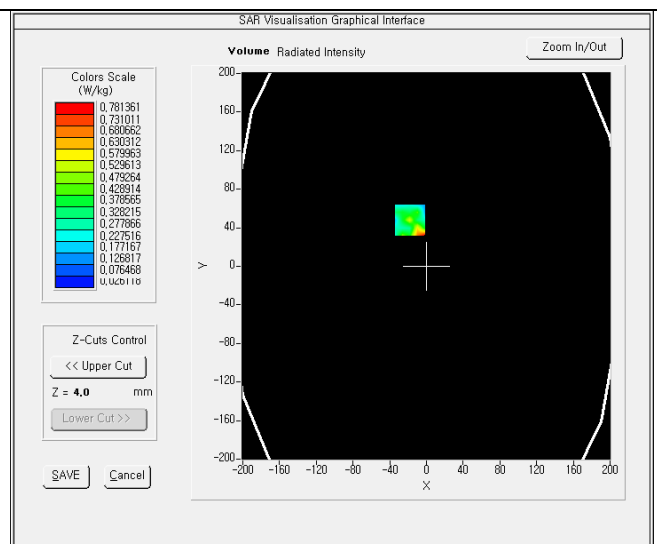 SAR Visualisation Graphical Interface
Volume Radiated Intensity
Zoom In/Out
Colors Scale
(W/kg)
0,781361
0,731011
0,680662
0,630312
0,579963
0,529613
0,479264
0,428914
0,378565
0,328215
0,277866
0,227516
0,177167
0,126817
0,076468
0,026118
Z-Cuts Control
<< Upper Cut
Z = 4,0 mm
Lower Cut >>
SAVE Cancel
200-
160-
120-
80-
40-
Y 0-
-40-
-80-
-120-
-160-
-200-
-200 -160 -120 -80 -40 0 40 80 120 160 200
X